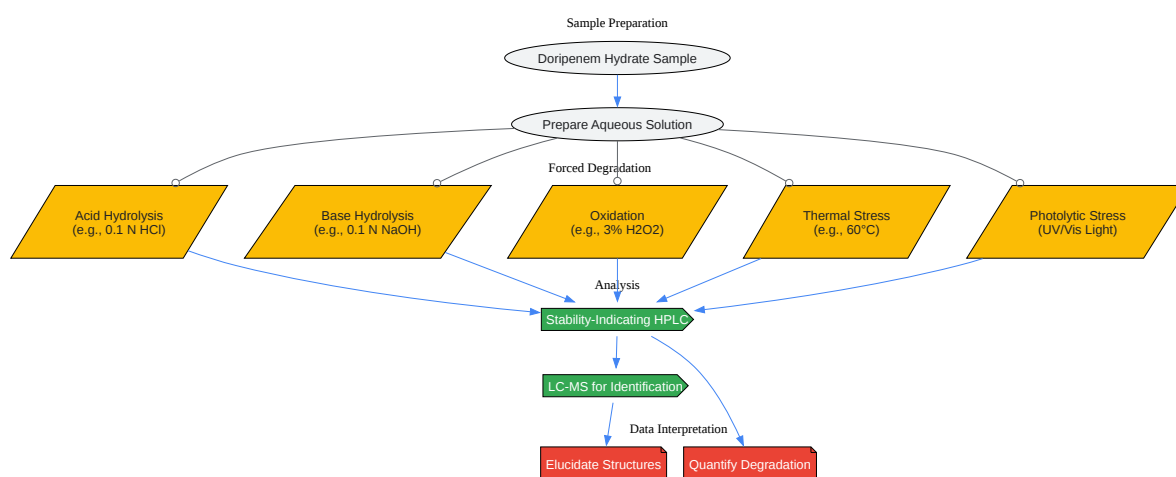 Sample Preparation
Doripenem Hydrate Sample
Prepare Aqueous Solution
Forced Degradation
Acid Hydrolysis
(e.g., 0.1 N HCl)
Base Hydrolysis
(e.g., 0.1 N NaOH)
Oxidation
(e.g., 3% H2O2)
Thermal Stress
(e.g., 60°C)
Photolytic Stress
(UV/Vis Light)
Analysis
Stability-Indicating HPLC
LC-MS for Identification
Data Interpretation
Elucidate Structures
Quantify Degradation